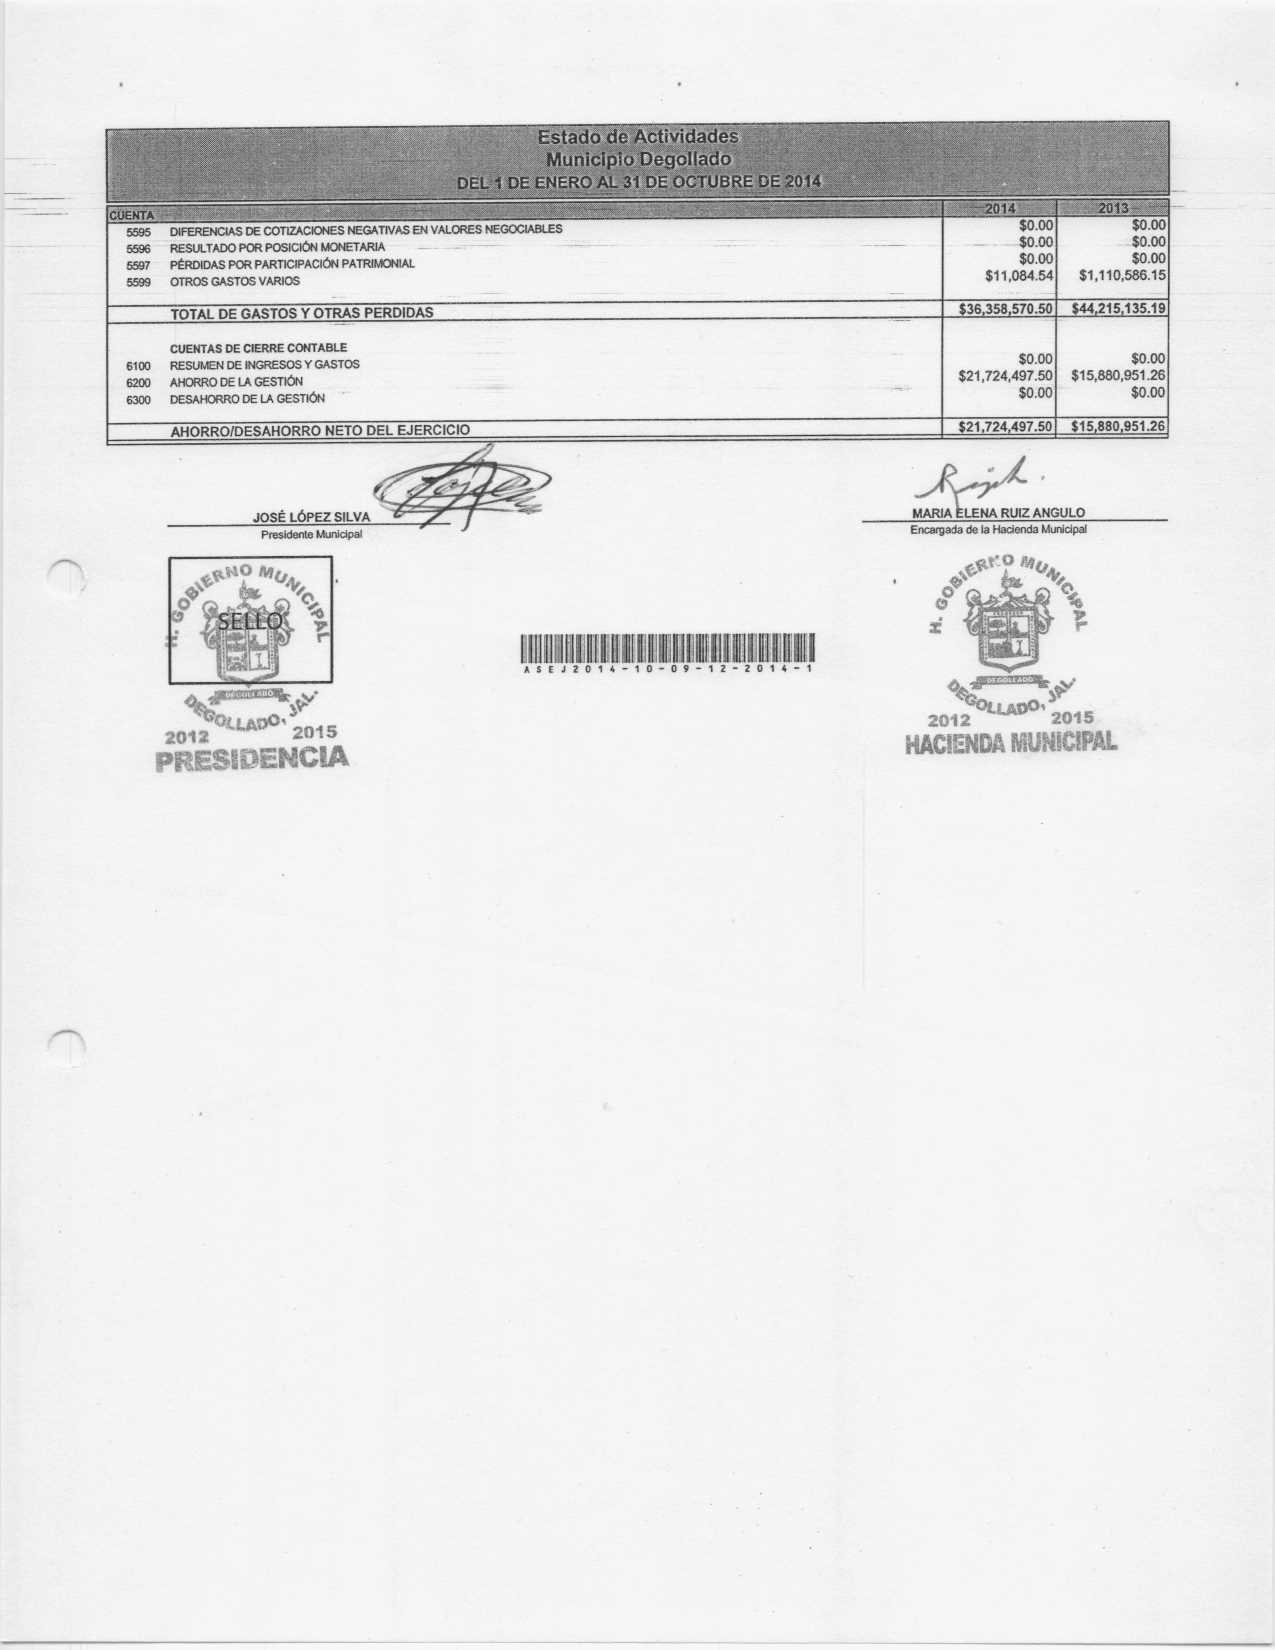 Estado de Actividades
Municipio Degollado
DEL 1 DE ENERO AL 31 DE OCTUBRE DE 2014
CUENTA 2014 2013
5595 DIFERENCIAS DE COTIZACIONES NEGATIVAS EN VALORES NEGOCIABLES $0.00 $0.00
5596 RESULTADO POR POSICIÓN MONETARIA $0.00 $0.00
5597 PÉRDIDAS POR PARTICIPACIÓN PATRIMONIAL $0.00 $0.00
5599 OTROS GASTOS VARIOS $11,084.54 $1,110,586.15
TOTAL DE GASTOS Y OTRAS PERDIDAS $36,358,570.50 $44,215,135.19
CUENTAS DE CIERRE CONTABLE
6100 RESUMEN DE INGRESOS Y GASTOS $0.00 $0.00
6200 AHORRO DE LA GESTIÓN $21,724,497.50 $15,880,951.26
6300 DESAHORRO DE LA GESTIÓN $0.00 $0.00
AHORRO/DESAHORRO NETO DEL EJERCICIO $21,724,497.50 $15,880,951.26
JOSÉ LÓPEZ SILVA
Presidente Municipal
MARIA ELENA RUIZ ANGULO
Encargada de la Hacienda Municipal
H. GOBIERNO MUNICIPAL
SELLO
DEGOLLADO
DEGOLLADO, JAL.
2012 2015
PRESIDENCIA
ASEJ2014-10-09-12-2014-1
H. GOBIERNO MUNICIPAL
DEGOLLADO
DEGOLLADO, JAL.
2012 2015
HACIENDA MUNICIPAL